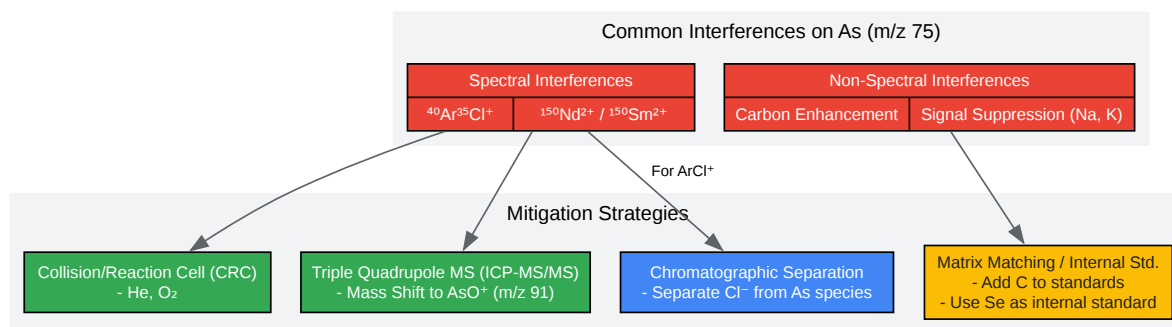 Common Interferences on As (m/z 75)
Spectral Interferences
⁴⁰Ar³⁵Cl⁺
¹⁵⁰Nd²⁺ / ¹⁵⁰Sm²⁺
Non-Spectral Interferences
Carbon Enhancement
Signal Suppression (Na, K)
For ArCl⁺
Mitigation Strategies
Collision/Reaction Cell (CRC)
- He, O₂
Triple Quadrupole MS (ICP-MS/MS)
- Mass Shift to AsO⁺ (m/z 91)
Chromatographic Separation
- Separate Cl⁻ from As species
Matrix Matching / Internal Std.
- Add C to standards
- Use Se as internal standard